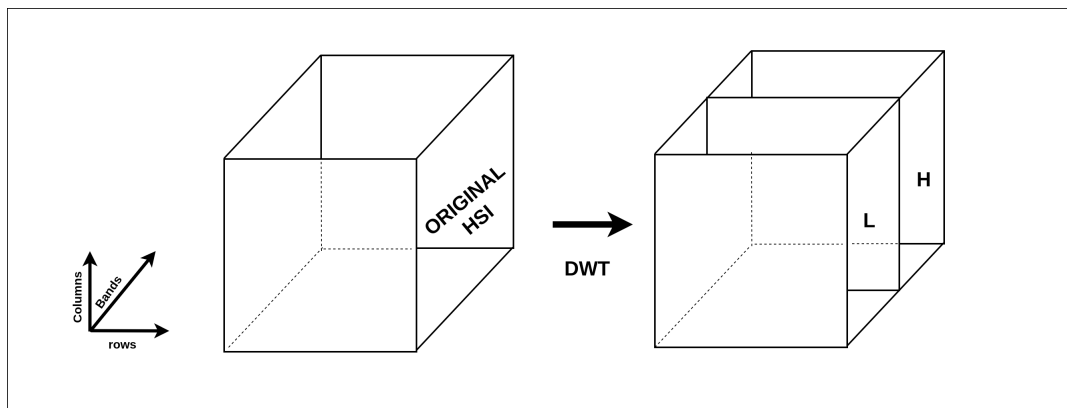 ORIGINAL
HSI
DWT
L
H
Columns
Bands
rows